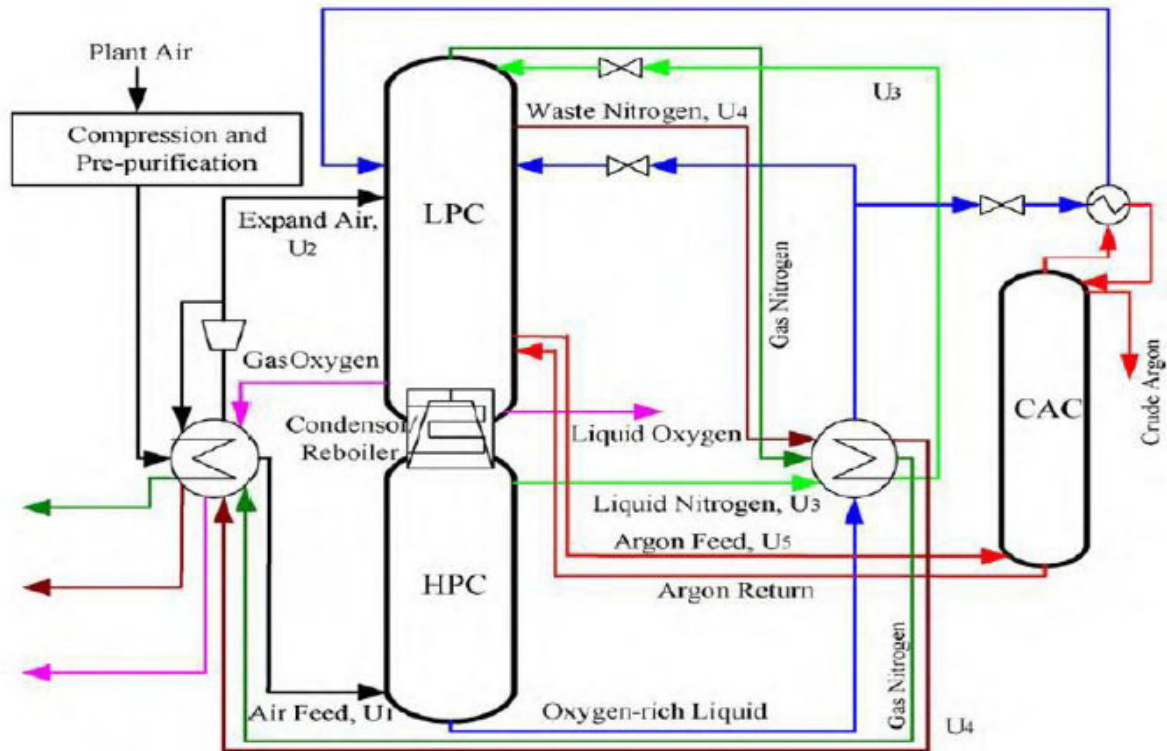 Plant Air
Compression and
Pre-purification
Expand Air,
U2
LPC
Waste Nitrogen, U4
U3
Gas Nitrogen
Gas Oxygen
Condensor/
Reboiler
Liquid Oxygen
Liquid Nitrogen, U3
Argon Feed, U5
Argon Return
HPC
CAC
Crude Argon
Air Feed, U1
Oxygen-rich Liquid
Gas Nitrogen
U4